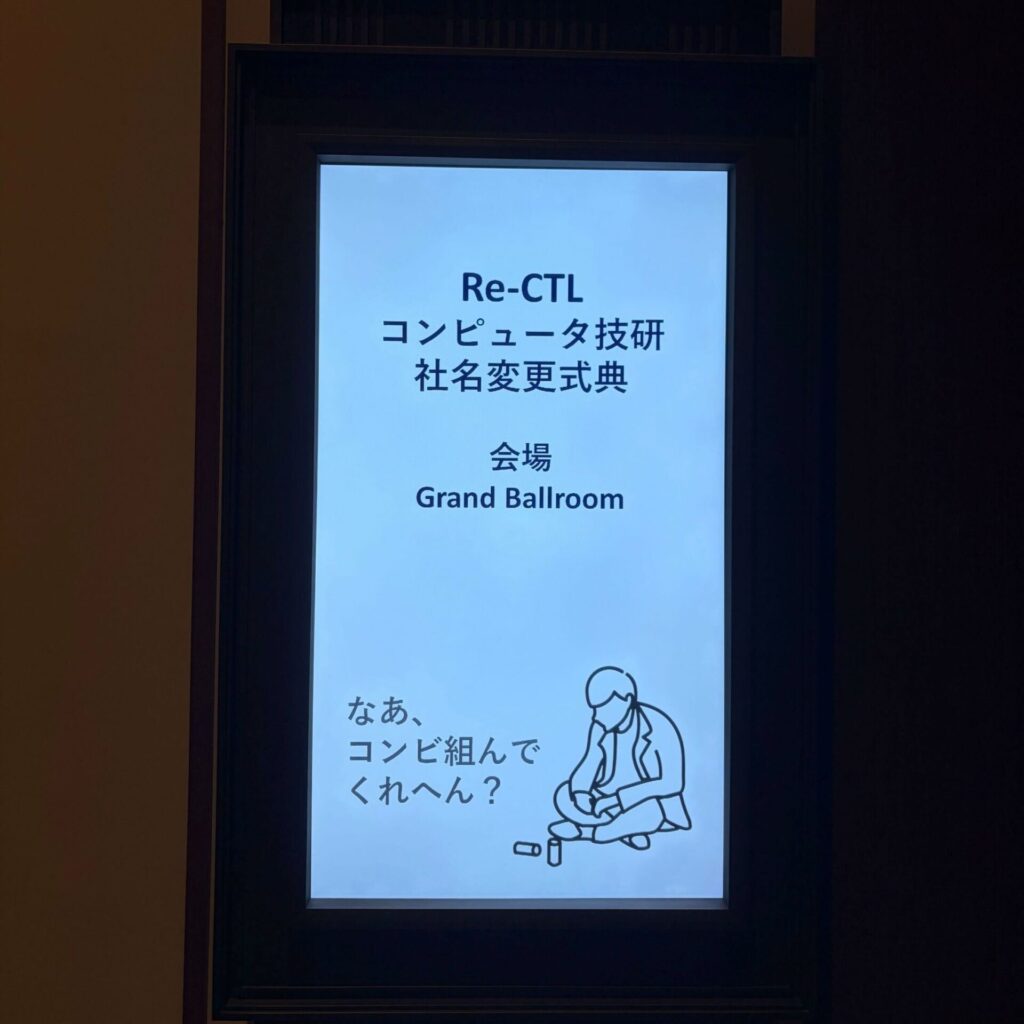 Re-CTL
コンピュータ技研
社名変更式典
会場
Grand Ballroom
なあ、
コンビ組んで
くれへん？